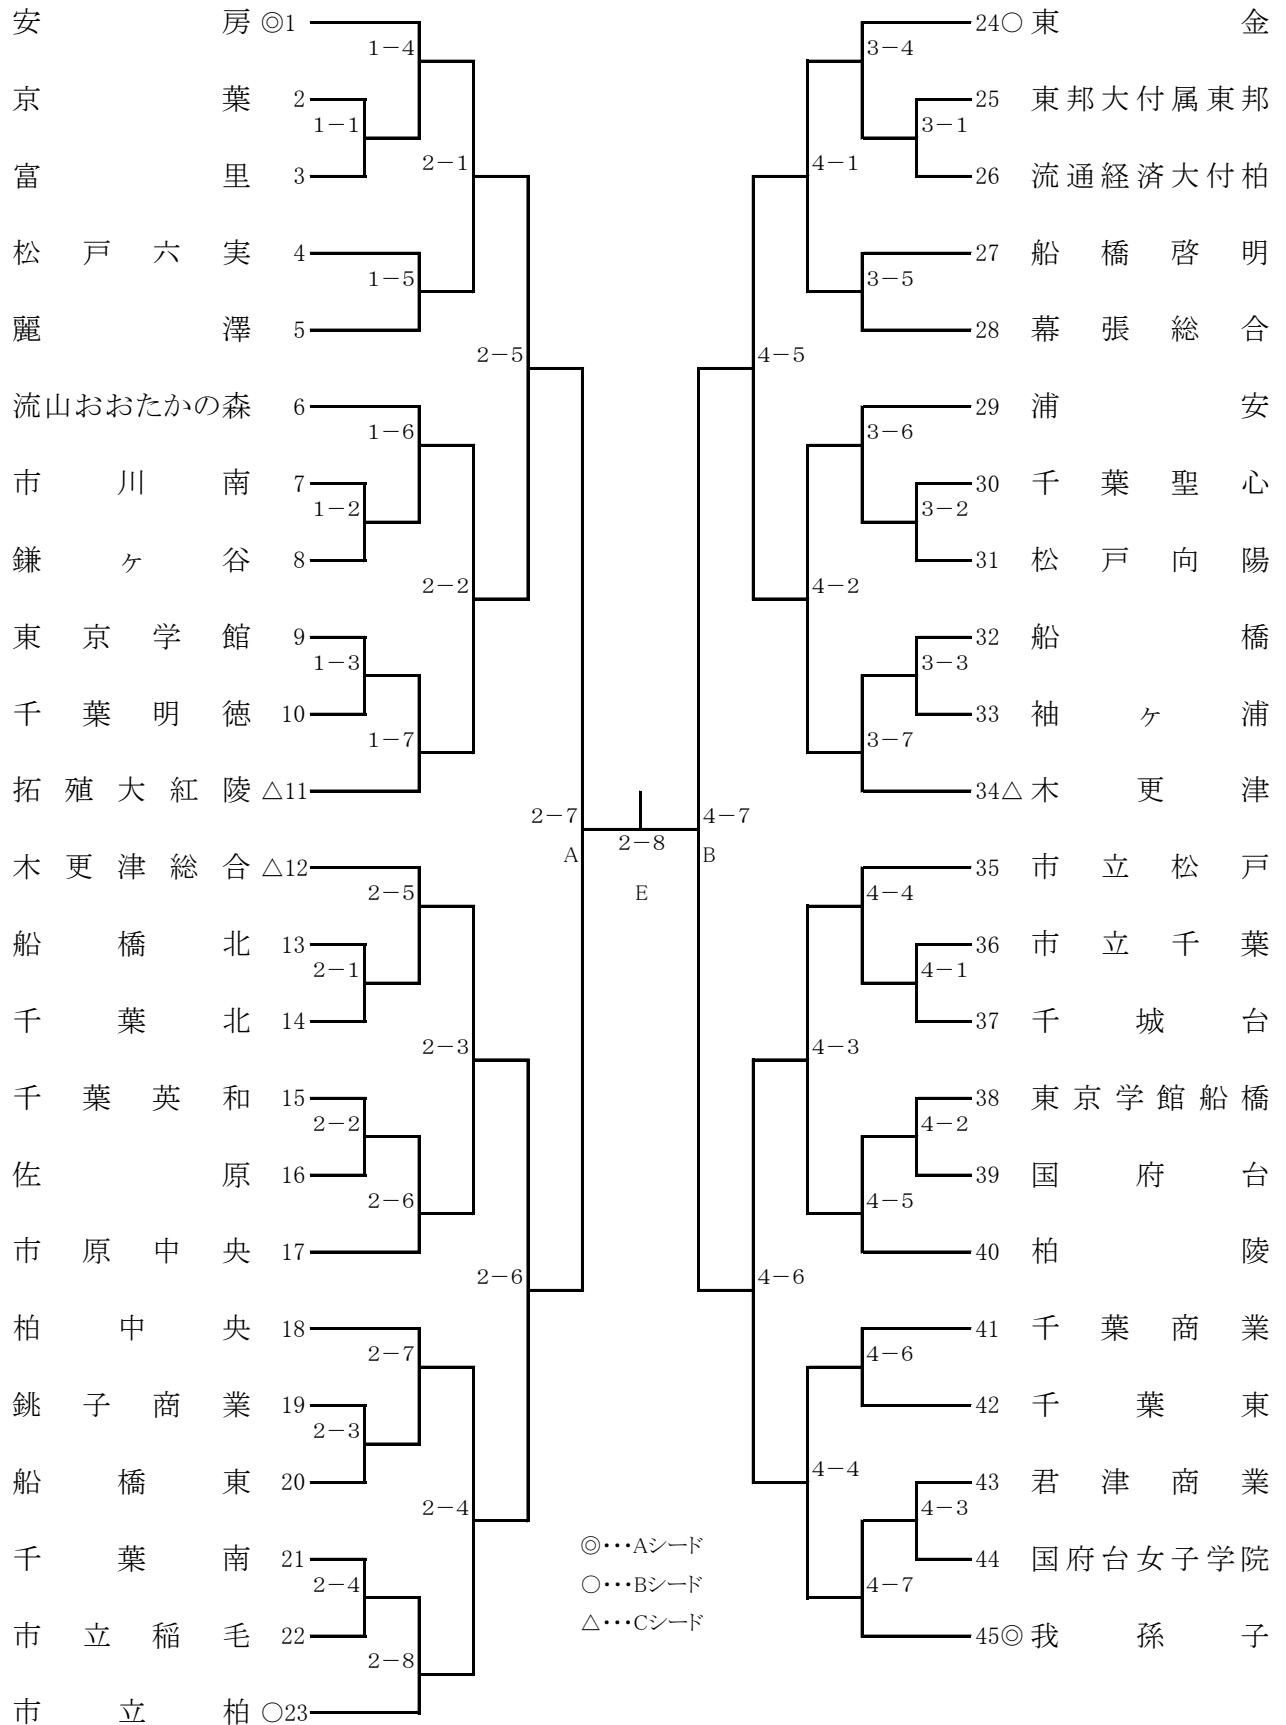 安房 ◎1
1-4
京葉 2
1-1
富里 3
2-1
松戸六実 4
1-5
麗澤 5
2-5
流山おおたかの森 6
1-6
市川南 7
1-2
鎌ヶ谷 8
2-2
東京学館 9
1-3
千葉明徳 10
1-7
拓殖大紅陵 △11
2-7
A
木更津総合 △12
2-5
船橋北 13
2-1
千葉北 14
2-3
千葉英和 15
2-2
佐原 16
2-6
市原中央 17
2-6
柏中央 18
2-7
銚子商業 19
2-3
船橋東 20
2-4
千葉南 21
2-4
市立稲毛 22
2-8
市立柏 ○23
2-8
E
24○ 東金
3-4
25 東邦大付属東邦
3-1
26 流通経済大付柏
4-1
27 船橋啓明
3-5
28 幕張総合
4-5
29 浦安
3-6
30 千葉聖心
3-2
31 松戸向陽
4-2
32 船橋
3-3
33 袖ヶ浦
3-7
34△ 木更津
4-7
B
35 市立松戸
4-4
36 市立千葉
4-1
37 千城台
4-3
38 東京学館船橋
4-2
39 国府台
4-5
40 柏陵
4-6
41 千葉商業
4-6
42 千葉東
4-4
43 君津商業
4-3
44 国府台女子学院
4-7
45◎ 我孫子
◎・・・Aシード
○・・・Bシード
△・・・Cシード